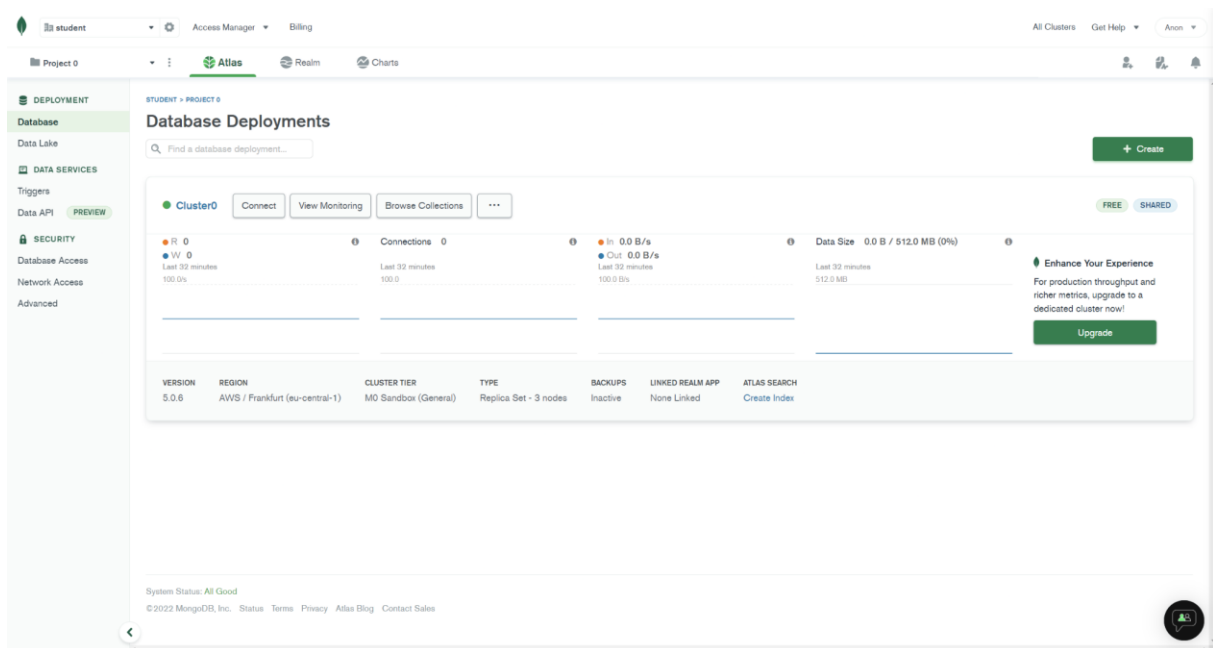 student Access Manager Billing All Clusters Get Help Anon
Project 0 Atlas Realm Charts
DEPLOYMENT
Database
Data Lake
DATA SERVICES
Triggers
Data API PREVIEW
SECURITY
Database Access
Network Access
Advanced
STUDENT > PROJECT 0
Database Deployments
Find a database deployment...
+ Create
Cluster0 Connect View Monitoring Browse Collections ... FREE SHARED
R 0
W 0
Last 32 minutes
100.0/s
Connections 0
Last 32 minutes
100.0
In 0.0 B/s
Out 0.0 B/s
Last 32 minutes
100.0 B/s
Data Size 0.0 B / 512.0 MB (0%)
Last 32 minutes
512.0 MB
Enhance Your Experience
For production throughput and
richer metrics, upgrade to a
dedicated cluster now!
Upgrade
VERSION REGION CLUSTER TIER TYPE BACKUPS LINKED REALM APP ATLAS SEARCH
5.0.6 AWS / Frankfurt (eu-central-1) M0 Sandbox (General) Replica Set - 3 nodes Inactive None Linked Create Index
System Status: All Good
©2022 MongoDB, Inc. Status Terms Privacy Atlas Blog Contact Sales